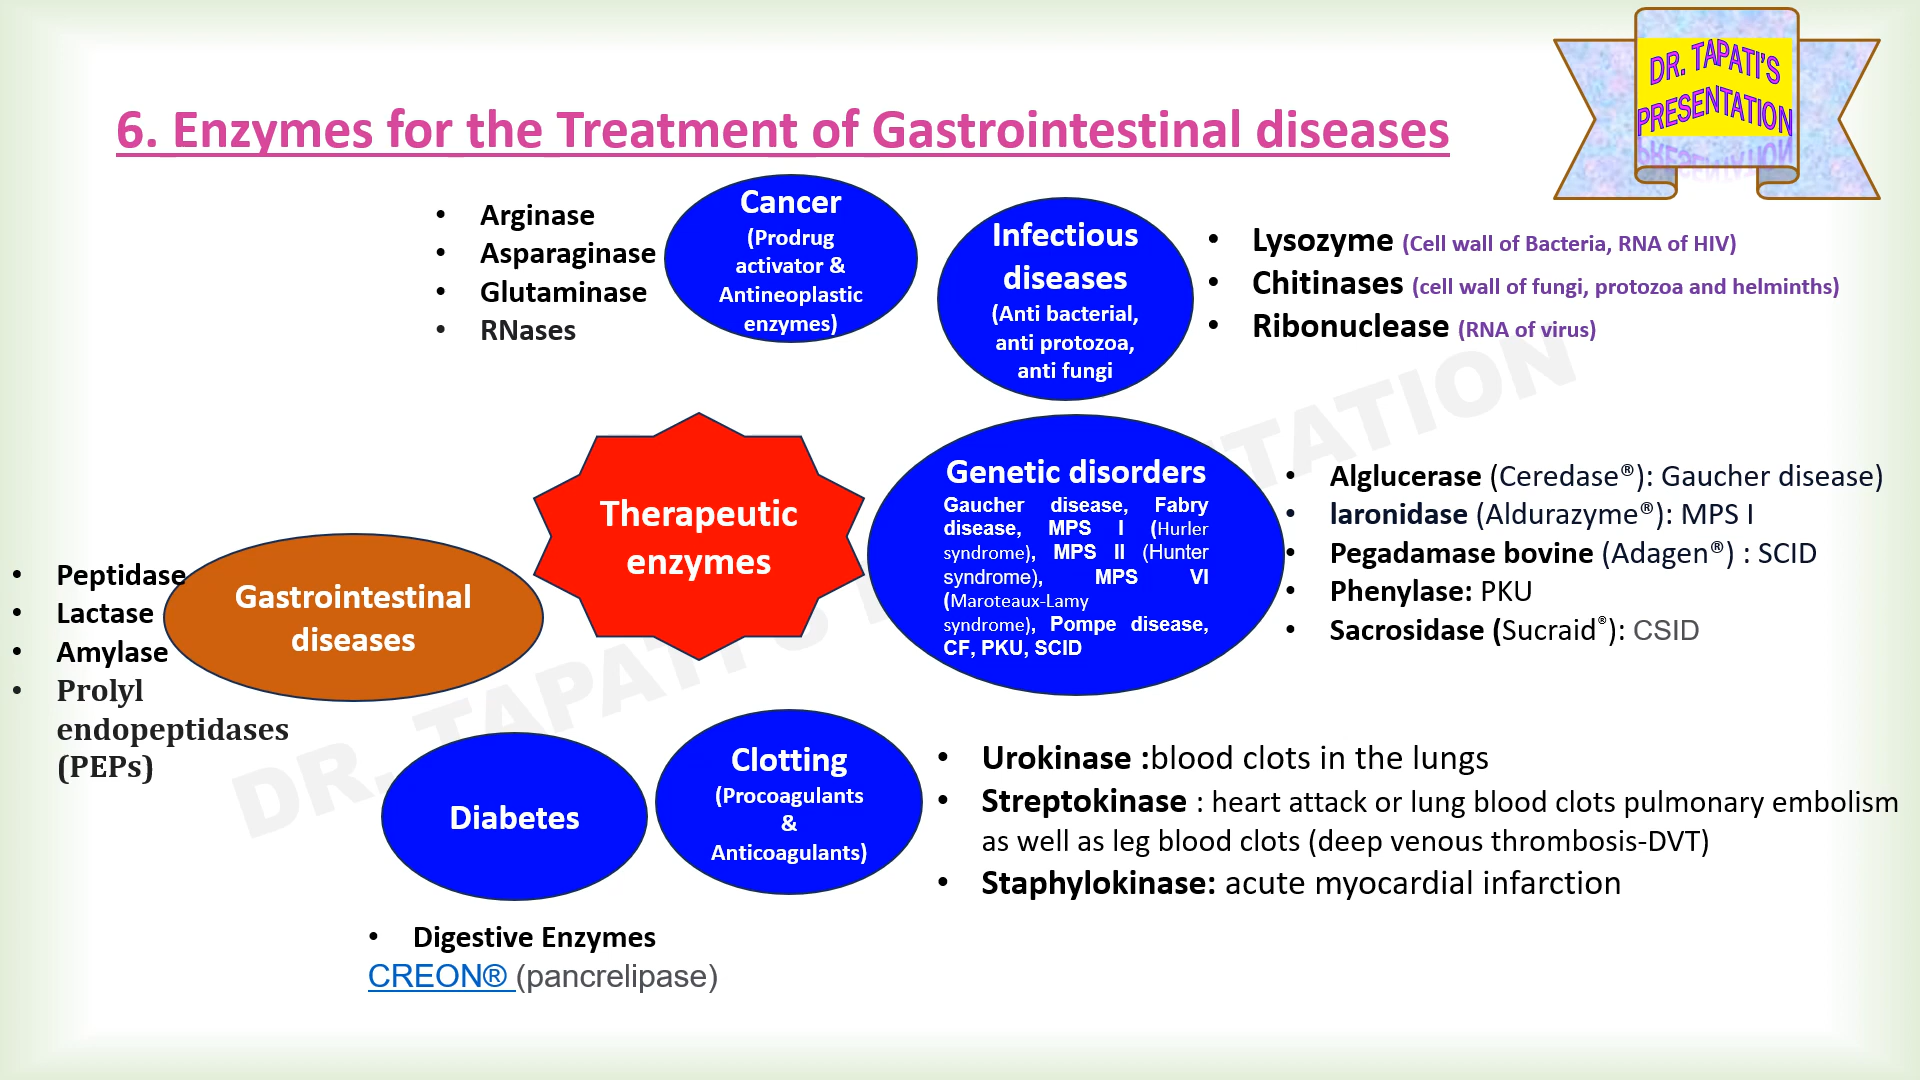 DR. TAPATI'S
PRESENTATION
6. Enzymes for the Treatment of Gastrointestinal diseases
• Arginase
• Asparaginase
• Glutaminase
• RNases
Cancer
(Prodrug
activator &
Antineoplastic
enzymes)
Infectious
diseases
(Anti bacterial,
anti protozoa,
anti fungi
• Lysozyme (Cell wall of Bacteria, RNA of HIV)
• Chitinases (cell wall of fungi, protozoa and helminths)
• Ribonuclease (RNA of virus)
Therapeutic
enzymes
Genetic disorders
Gaucher disease, Fabry
disease, MPS I (Hurler
syndrome), MPS II (Hunter
syndrome), MPS VI
(Maroteaux-Lamy
syndrome), Pompe disease,
CF, PKU, SCID
• Alglucerase (Ceredase®): Gaucher disease)
• laronidase (Aldurazyme®): MPS I
• Pegadamase bovine (Adagen®) : SCID
• Phenylase: PKU
• Sacrosidase (Sucraid®): CSID
• Peptidase
• Lactase
• Amylase
• Prolyl
endopeptidases
(PEPs)
Gastrointestinal
diseases
Diabetes
Clotting
(Procoagulants
&
Anticoagulants)
• Urokinase :blood clots in the lungs
• Streptokinase : heart attack or lung blood clots pulmonary embolism
as well as leg blood clots (deep venous thrombosis-DVT)
• Staphylokinase: acute myocardial infarction
• Digestive Enzymes
CREON® (pancrelipase)